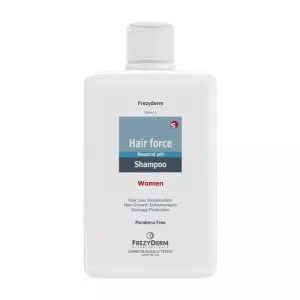 Frezyderm
200ml
Hair force
Neutral pH
S
Shampoo
Women
Hair Loss Deceleration
Hair Growth Enhancement
Damage Protection
Parabens Free
FREZYDERM
DERMATOLOGICALLY TESTED